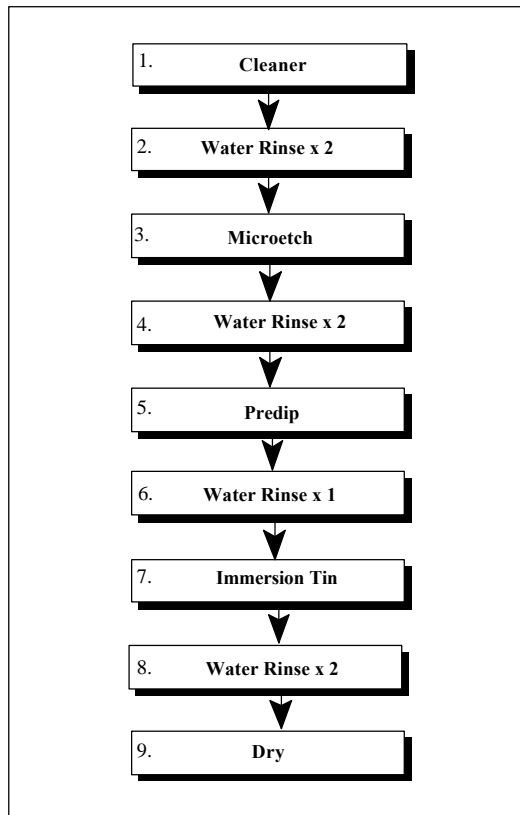 1. Cleaner
2. Water Rinse x 2
3. Microetch
4. Water Rinse x 2
5. Predip
6. Water Rinse x 1
7. Immersion Tin
8. Water Rinse x 2
9. Dry